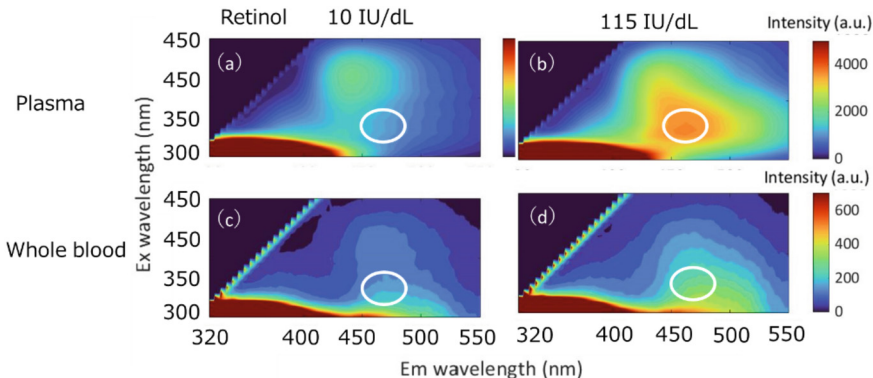 Retinol 10 IU/dL 115 IU/dL Intensity (a.u.)
Plasma
Ex wavelength (nm)
450
450
350
300
(a)
(b)
4000
2000
0
Intensity (a.u.)
Whole blood
450
450
350
300
(c)
(d)
600
400
200
0
320 400 450 550 320 400 450 550
Em wavelength (nm)